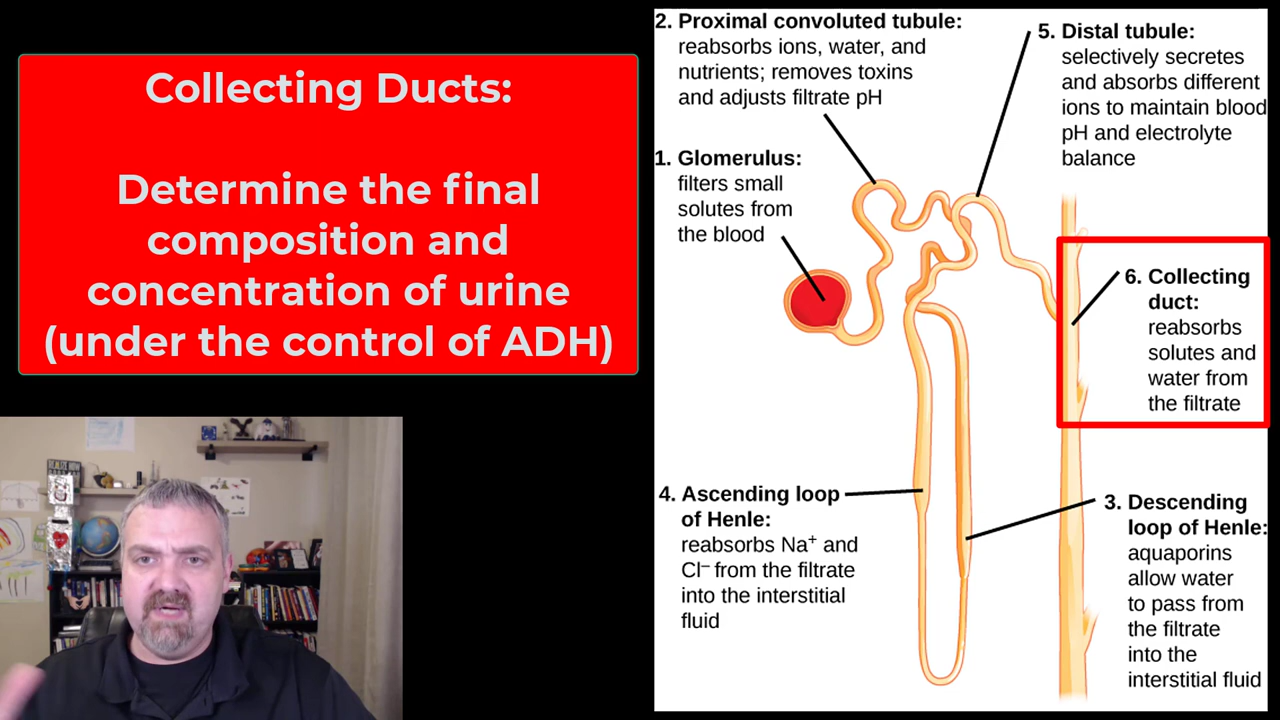 Collecting Ducts:
Determine the final
composition and
concentration of urine
(under the control of ADH)
2. Proximal convoluted tubule:
reabsorbs ions, water, and
nutrients; removes toxins
and adjusts filtrate pH
5. Distal tubule:
selectively secretes
and absorbs different
ions to maintain blood
pH and electrolyte
balance
1. Glomerulus:
filters small
solutes from
the blood
6. Collecting
duct:
reabsorbs
solutes and
water from
the filtrate
4. Ascending loop
of Henle:
reabsorbs Na⁺ and
Cl⁻ from the filtrate
into the interstitial
fluid
3. Descending
loop of Henle:
aquaporins
allow water
to pass from
the filtrate
into the
interstitial fluid